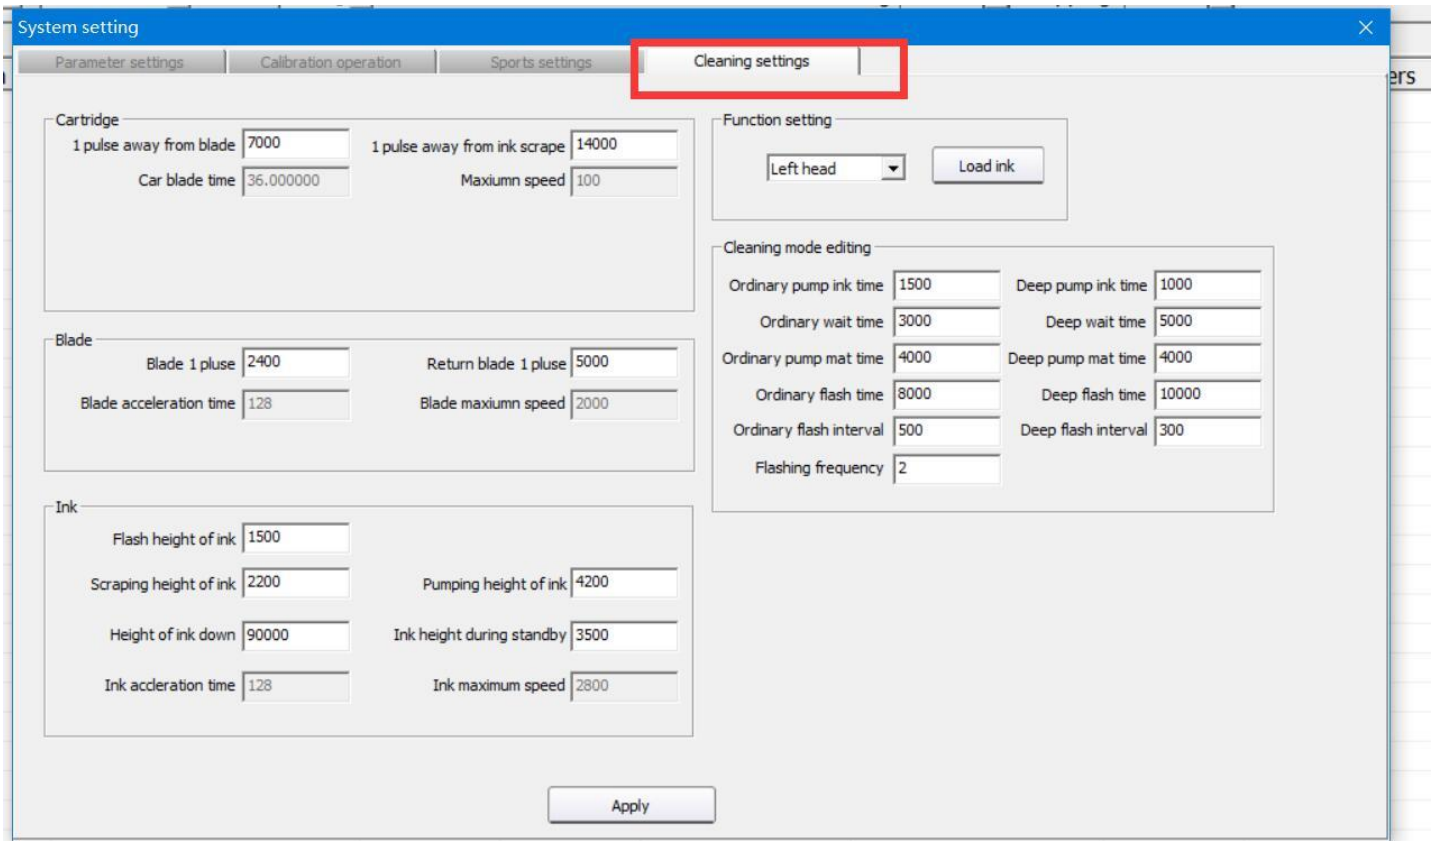 System setting
Parameter settings Calibration operation Sports settings Cleaning settings
ers
Cartridge
1 pulse away from blade 7000 1 pulse away from ink scrape 14000
Car blade time 36.000000 Maxiumn speed 100
Function setting
Left head Load ink
Cleaning mode editing
Ordinary pump ink time 1500 Deep pump ink time 1000
Ordinary wait time 3000 Deep wait time 5000
Ordinary pump mat time 4000 Deep pump mat time 4000
Ordinary flash time 8000 Deep flash time 10000
Ordinary flash interval 500 Deep flash interval 300
Flashing frequency 2
Blade
Blade 1 pluse 2400 Return blade 1 pluse 5000
Blade acceleration time 128 Blade maxiumn speed 2000
Ink
Flash height of ink 1500
Scraping height of ink 2200 Pumping height of ink 4200
Height of ink down 90000 Ink height during standby 3500
Ink accleration time 128 Ink maximum speed 2800
Apply